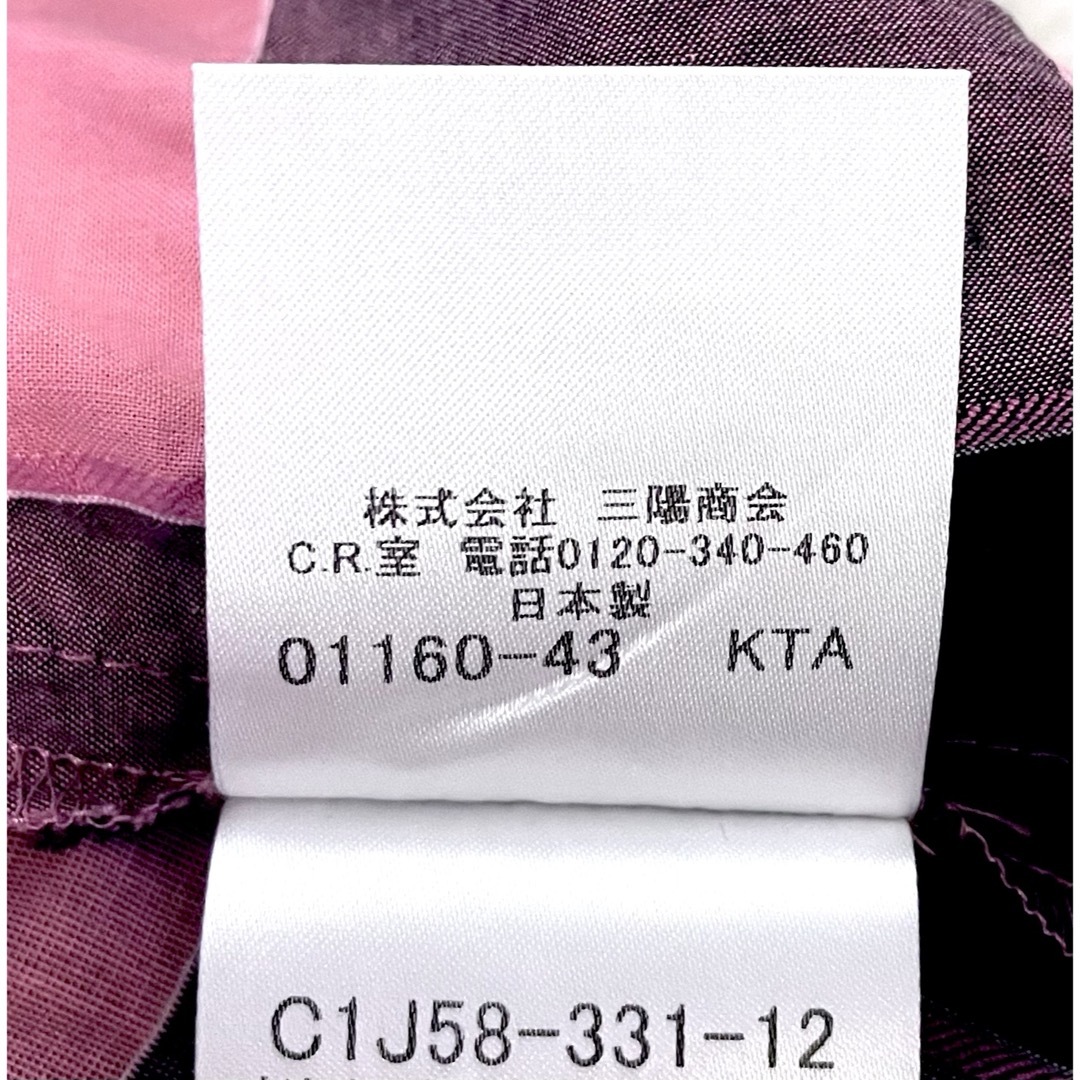 株式会社 三陽商会
C.R.室 電話0120-340-460
日本製
01160-43 KTA
C1J58-331-12